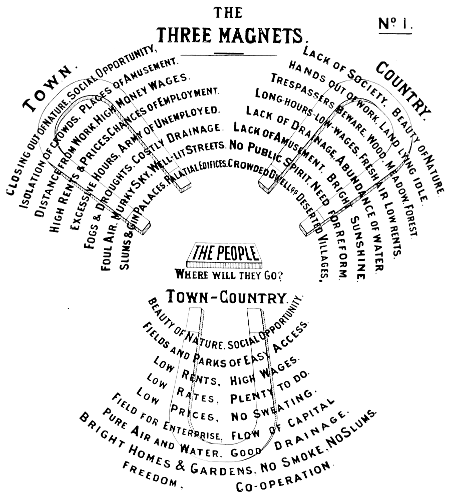 THE
THREE MAGNETS.
No. 1.
TOWN.
CLOSING OUT OF NATURE. SOCIAL OPPORTUNITY.
ISOLATION OF CROWDS. PLACES OF AMUSEMENT.
DISTANCE FROM WORK. HIGH MONEY WAGES.
HIGH RENTS & PRICES. CHANCES OF EMPLOYMENT.
EXCESSIVE HOURS. ARMY OF UNEMPLOYED.
FOGS & DROUGHTS. COSTLY DRAINAGE.
FOUL AIR. MURKY SKY. WELL-LIT STREETS.
SLUMS & GIN PALACES. PALATIAL EDIFICES.
COUNTRY.
LACK OF SOCIETY. BEAUTY OF NATURE.
HANDS OUT OF WORK. LAND LYING IDLE.
TRESPASSERS BEWARE. WOOD, MEADOW, FOREST.
LONG HOURS-LOW WAGES. FRESH AIR. LOW RENTS.
LACK OF DRAINAGE. ABUNDANCE OF WATER.
LACK OF AMUSEMENT. BRIGHT SUNSHINE.
NO PUBLIC SPIRIT. NEED FOR REFORM.
CROWDED DWELLINGS. DESERTED VILLAGES.
THE PEOPLE
WHERE WILL THEY GO?
TOWN-COUNTRY.
BEAUTY OF NATURE. SOCIAL OPPORTUNITY.
FIELDS AND PARKS OF EASY ACCESS.
LOW RENTS, HIGH WAGES.
LOW RATES, PLENTY TO DO.
LOW PRICES, NO SWEATING.
FIELD FOR ENTERPRISE, FLOW OF CAPITAL.
PURE AIR AND WATER, GOOD DRAINAGE.
BRIGHT HOMES & GARDENS, NO SMOKE, NO SLUMS.
FREEDOM. CO-OPERATION.